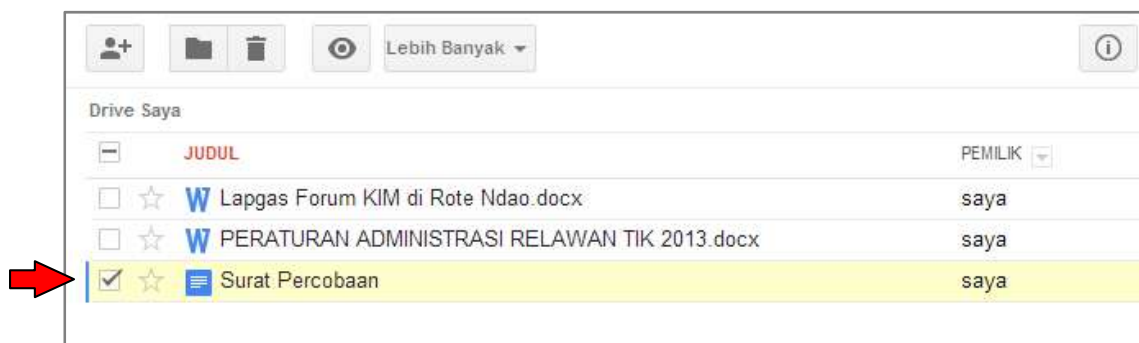 Lebih Banyak
Drive Saya
JUDUL PEMILIK
Lapgas Forum KIM di Rote Ndao.docx saya
PERATURAN ADMINISTRASI RELAWAN TIK 2013.docx saya
Surat Percobaan saya